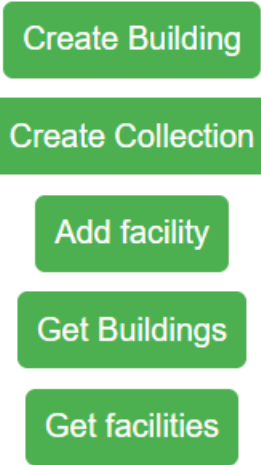 Create Building
Create Collection
Add facility
Get Buildings
Get facilities